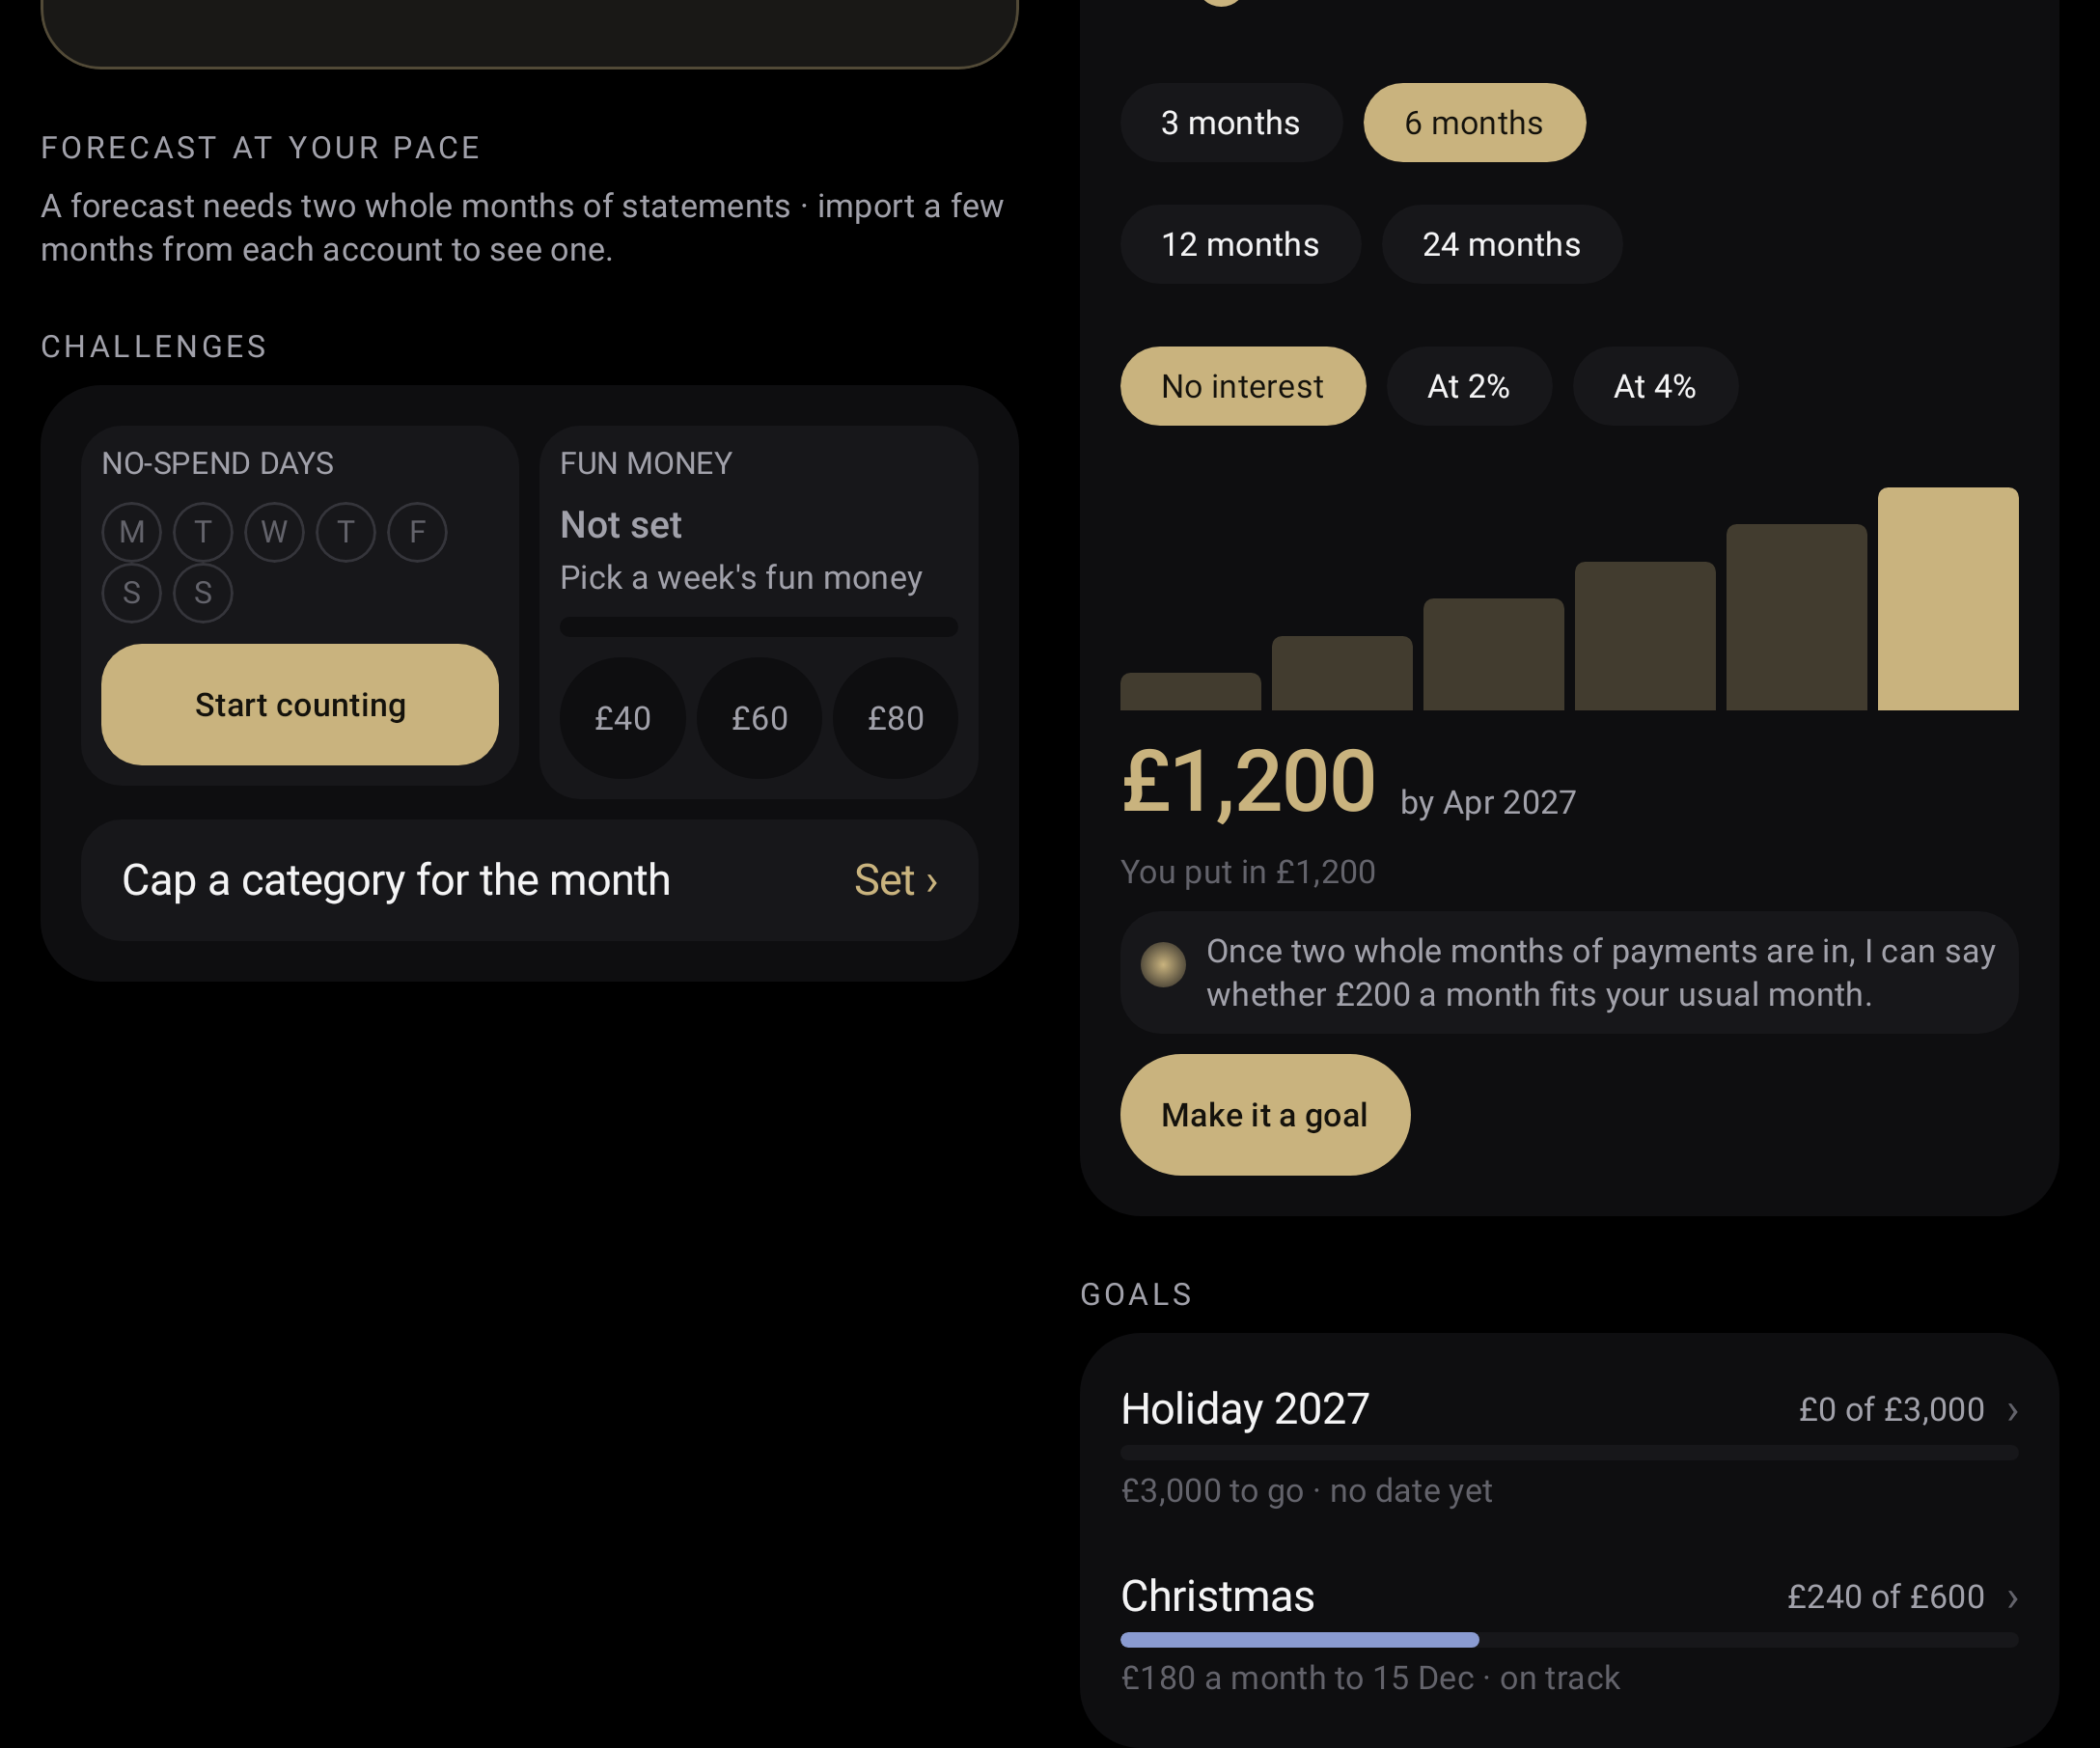 FORECAST AT YOUR PACE
A forecast needs two whole months of statements · import a few
months from each account to see one.
CHALLENGES
NO-SPEND DAYS
M T W T F
S S
Start counting
FUN MONEY
Not set
Pick a week's fun money
£40 £60 £80
Cap a category for the month Set ›
3 months 6 months
12 months 24 months
No interest At 2% At 4%
£1,200 by Apr 2027
You put in £1,200
Once two whole months of payments are in, I can say
whether £200 a month fits your usual month.
Make it a goal
GOALS
Holiday 2027 £0 of £3,000 ›
£3,000 to go · no date yet
Christmas £240 of £600 ›
£180 a month to 15 Dec · on track